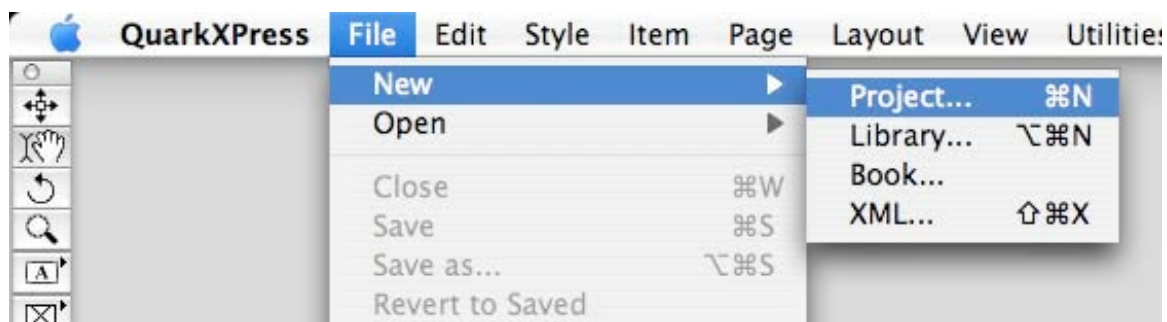 QuarkXPress File Edit Style Item Page Layout View Utilities
New
Open
Close ⌘W
Save ⌘S
Save as... ⌥⌘S
Revert to Saved
Project... ⌘N
Library... ⌥⌘N
Book...
XML... ⇧⌘X
A